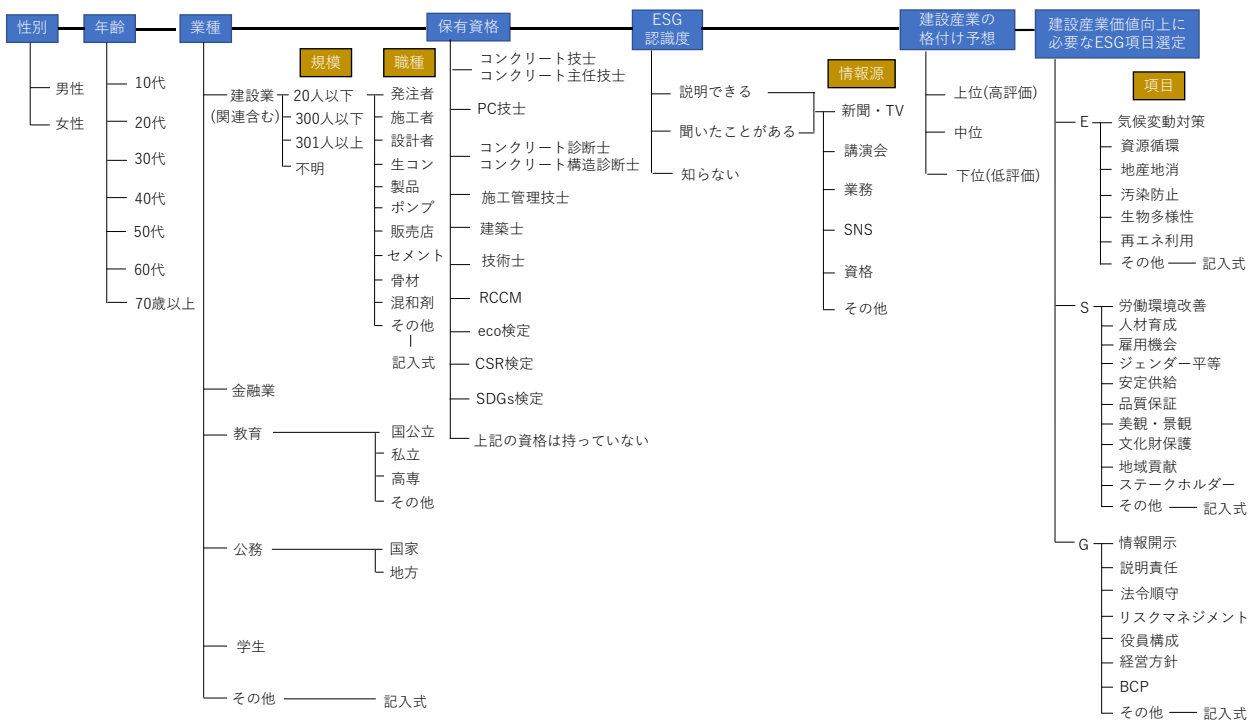 性別
男性
女性
年齢
10代
20代
30代
40代
50代
60代
70歳以上
業種
規模
職種
建設業
(関連含む)
20人以下
300人以下
301人以上
不明
発注者
施工者
設計者
生コン
製品
ポンプ
販売店
セメント
骨材
混和剤
その他
記入式
金融業
教育
国公立
私立
高専
その他
公務
国家
地方
学生
その他
記入式
保有資格
コンクリート技士
コンクリート主任技士
PC技士
コンクリート診断士
コンクリート構造診断士
施工管理技士
建築士
技術士
RCCM
eco検定
CSR検定
SDGs検定
上記の資格は持っていない
ESG
認識度
説明できる
聞いたことがある
知らない
情報源
新聞・TV
講演会
業務
SNS
資格
その他
建設産業の
格付け予想
上位(高評価)
中位
下位(低評価)
建設産業価値向上に
必要なESG項目選定
項目
E
気候変動対策
資源循環
地産地消
汚染防止
生物多様性
再エネ利用
その他
記入式
S
労働環境改善
人材育成
雇用機会
ジェンダー平等
安定供給
品質保証
美観・景観
文化財保護
地域貢献
ステークホルダー
その他
記入式
G
情報開示
説明責任
法令順守
リスクマネジメント
役員構成
経営方針
BCP
その他
記入式